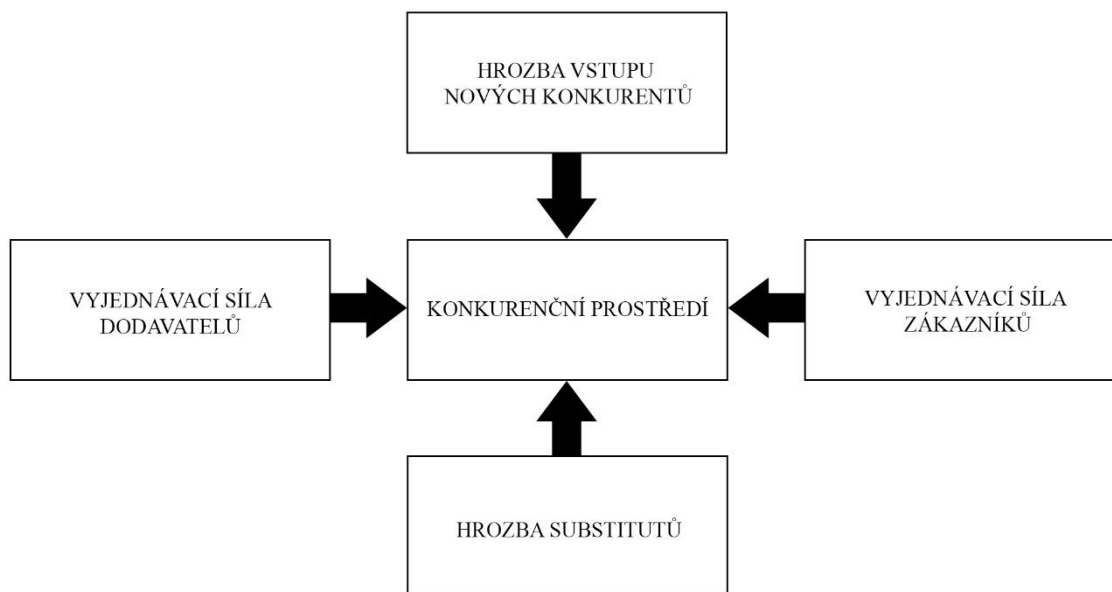 HROZBA VSTUPU
NOVÝCH KONKURENTŮ
VYJEDNÁVACÍ SÍLA
DODAVATELŮ
KONKURENČNÍ PROSTŘEDÍ
VYJEDNÁVACÍ SÍLA
ZÁKAZNÍKŮ
HROZBA SUBSTITUTŮ